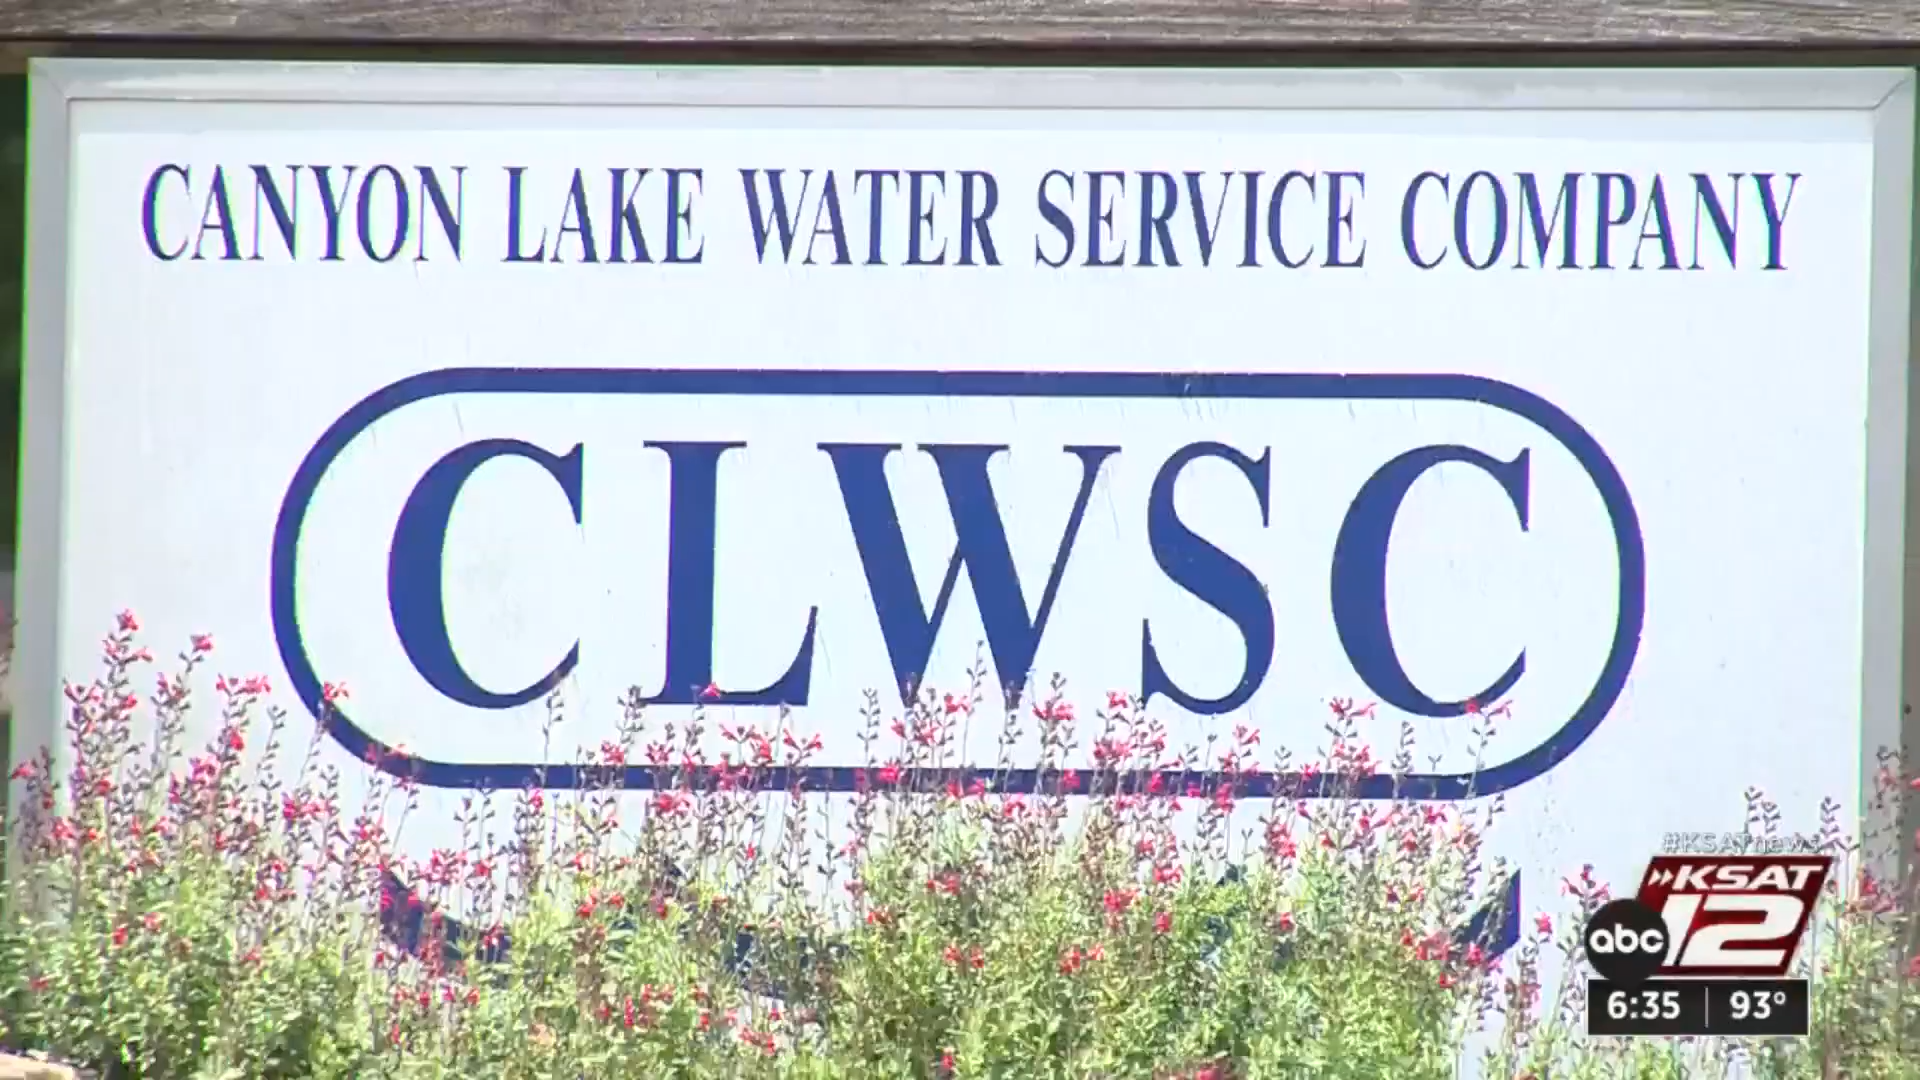 CANYON LAKE WATER SERVICE COMPANY
CLWSC
#KSATnews
KSAT
abc 12
6:35 93°